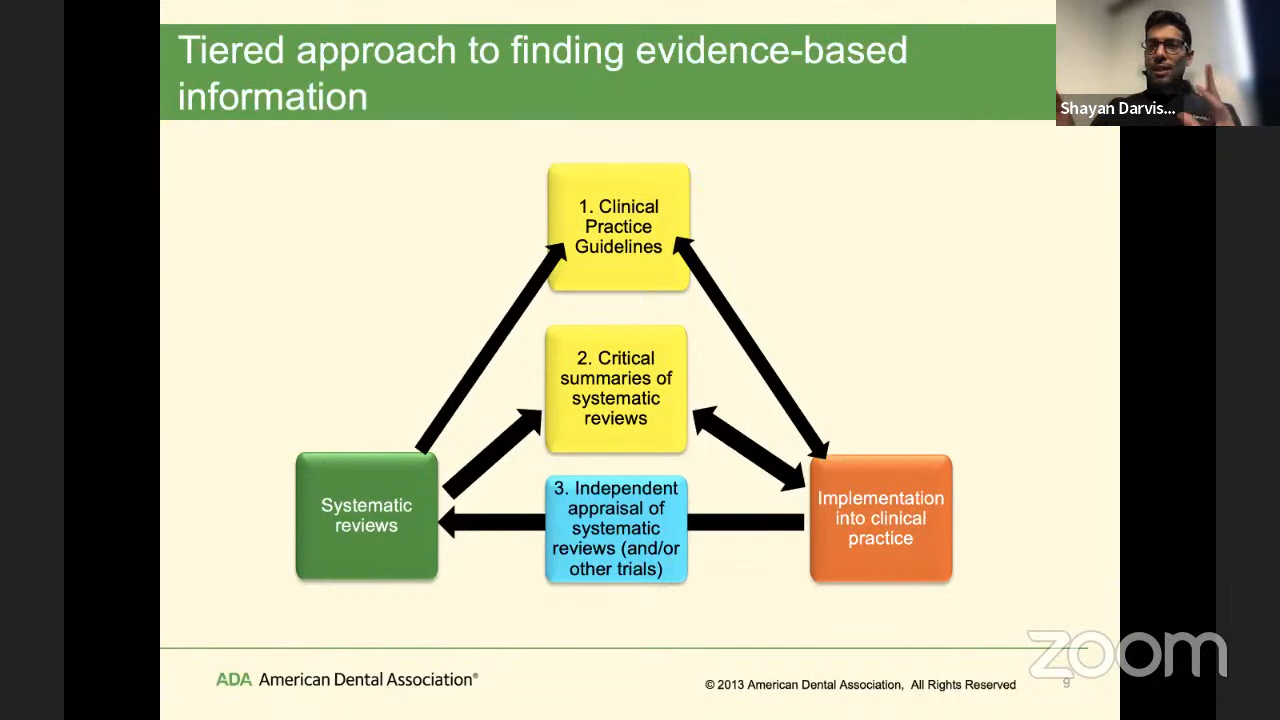 Tiered approach to finding evidence-based
information
Shayan Darvis...
1. Clinical
Practice
Guidelines
2. Critical
summaries of
systematic
reviews
Systematic
reviews
3. Independent
appraisal of
systematic
reviews (and/or
other trials)
Implementation
into clinical
practice
ADA American Dental Association®
© 2013 American Dental Association, All Rights Reserved
9
zoom